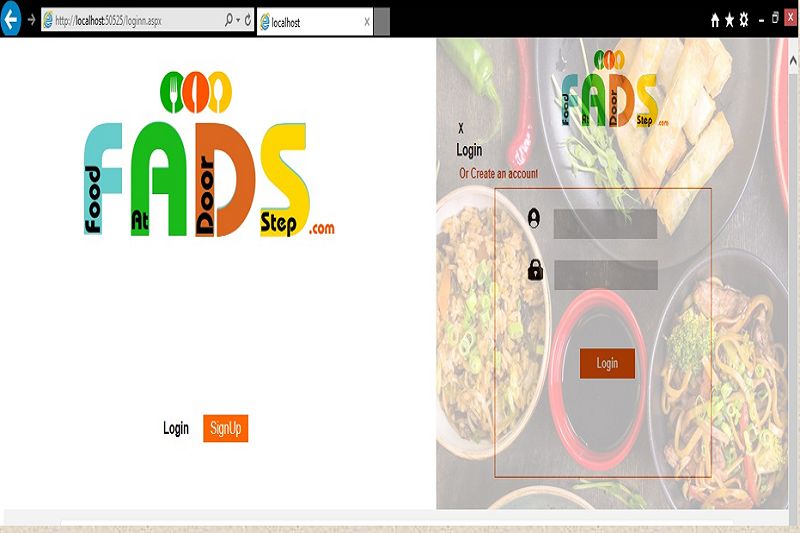 http://localhost:50525/loginn.aspx
localhost
Food At Door Step .com
FADS
Login
SignUp
Food At Door Step .com
FADS
X
Login
Or Create an account
Login